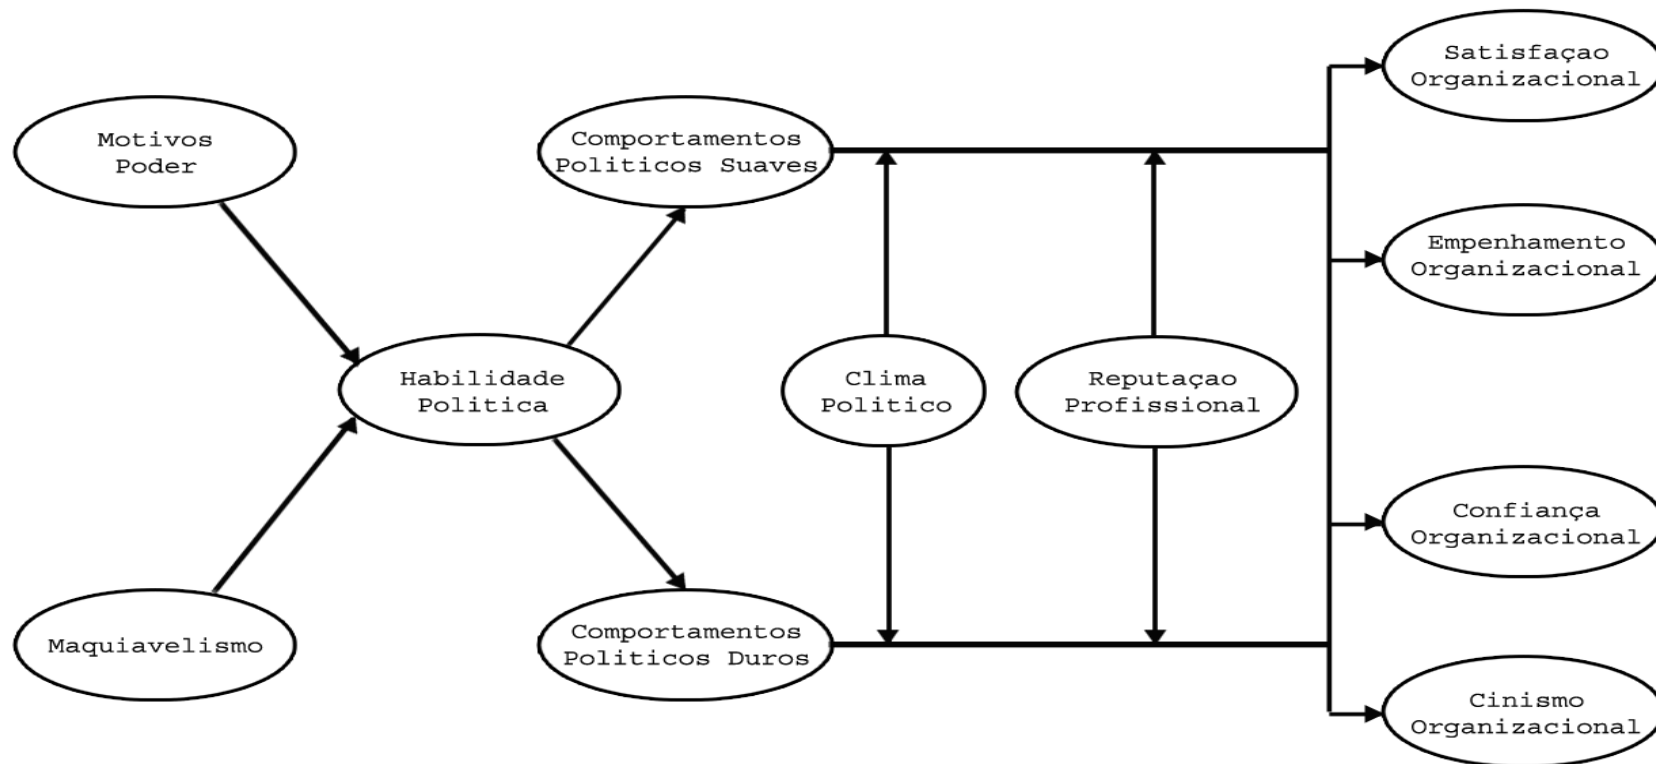 Motivos
Poder
Maquiavelismo
Habilidade
Politica
Comportamentos
Politicos Suaves
Comportamentos
Politicos Duros
Clima
Politico
Reputaçao
Profissional
Satisfaçao
Organizacional
Empenhamento
Organizacional
Confiança
Organizacional
Cinismo
Organizacional